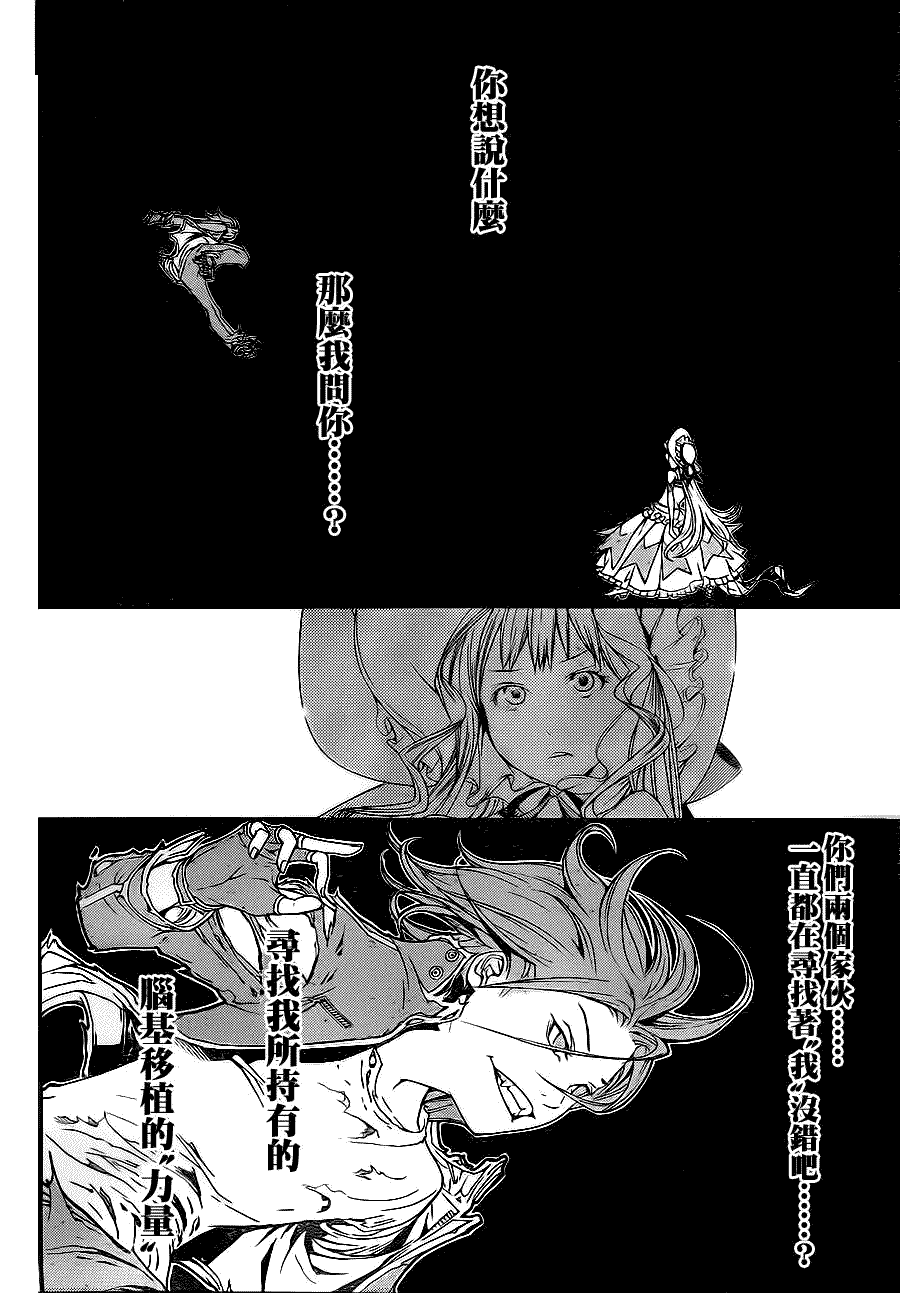 你想說什麼
那麼我問你……？
你們兩個傢伙……
一直都在尋找著〝我〞沒錯吧……？
尋找我所持有的
腦基移植的〝力量〞